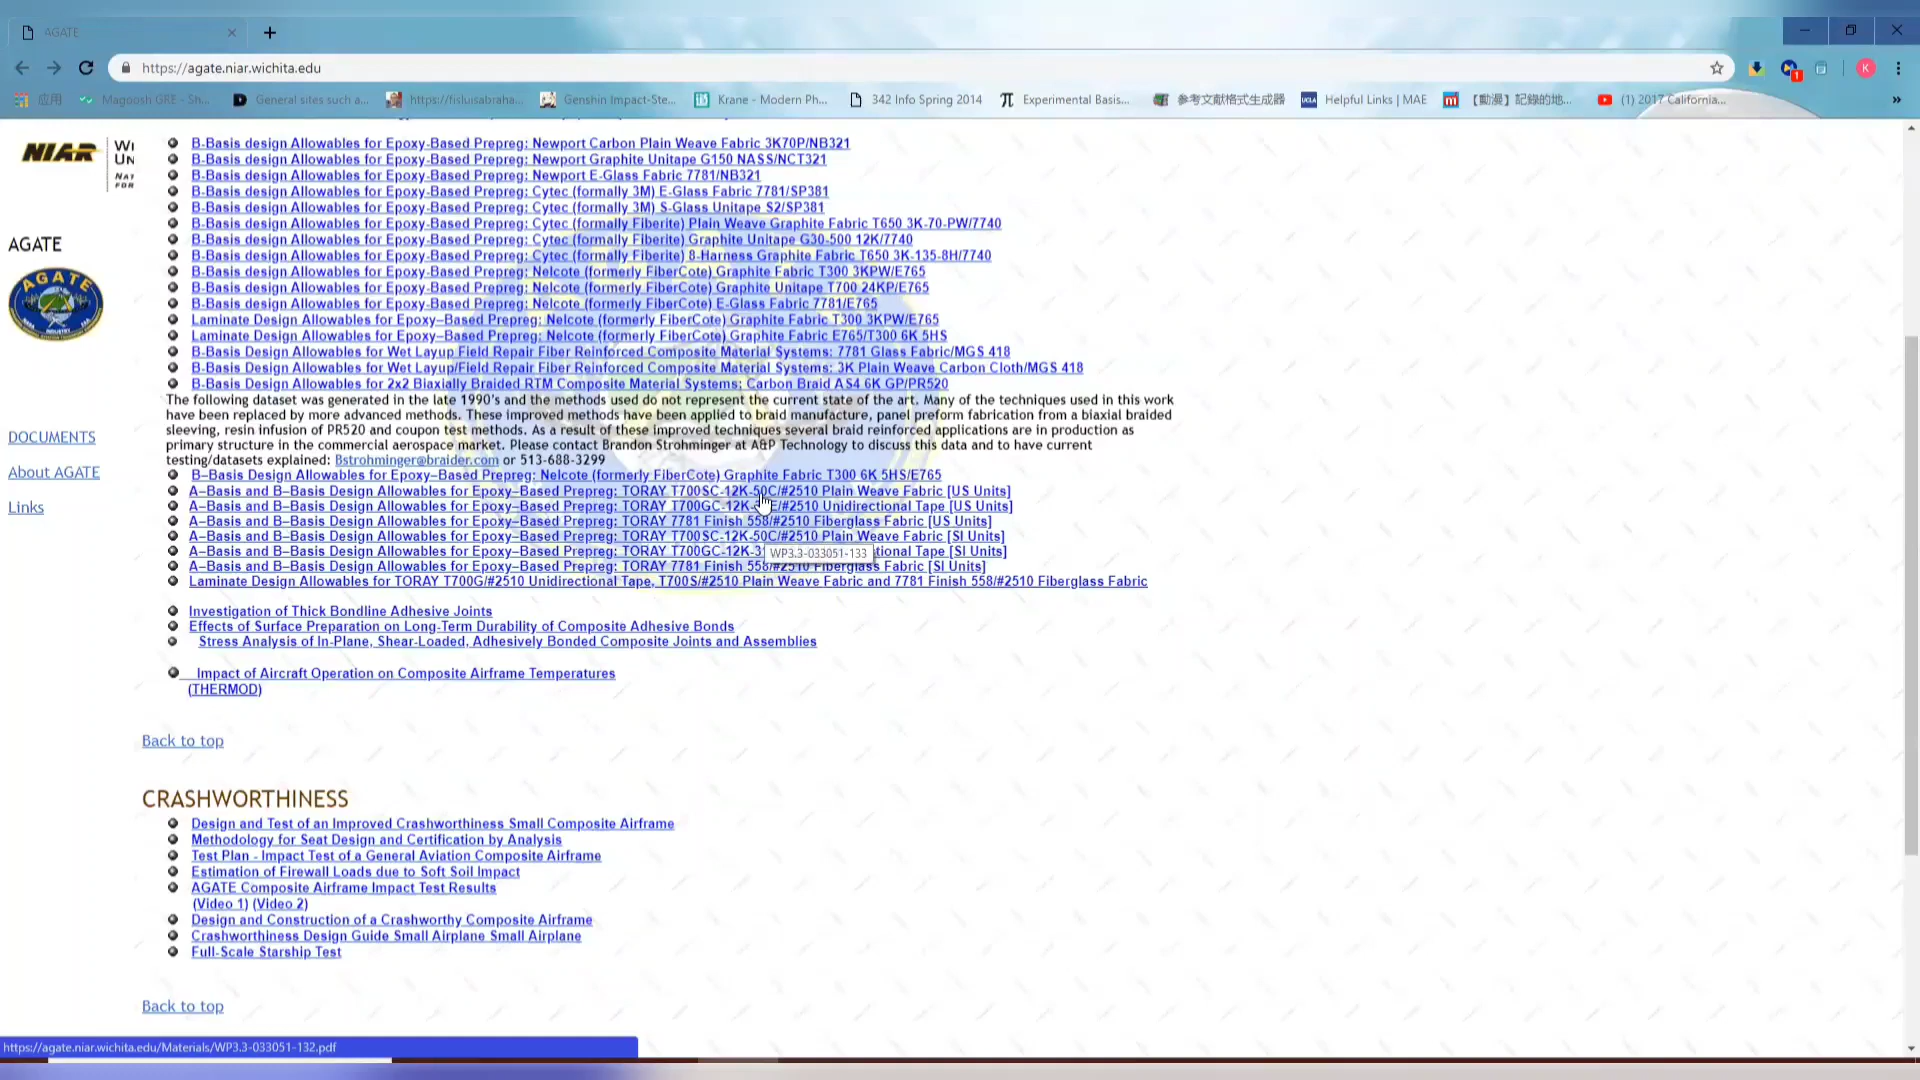 AGATE
https://agate.niar.wichita.edu
应用
Magoosh GRE - Sh...
General sites such a...
https://fisluisabraha...
Genshin Impact-Ste...
Krane - Modern Ph...
342 Info Spring 2014
Experimental Basis...
参考文献格式生成器
Helpful Links | MAE
【動漫】記錄的地...
(1) 2017 California...
NIAR
AGATE
AGATE
DOCUMENTS
About AGATE
Links
B-Basis design Allowables for Epoxy-Based Prepreg: Newport Carbon Plain Weave Fabric 3K70P/NB321
B-Basis design Allowables for Epoxy-Based Prepreg: Newport Graphite Unitape G150 NASS/NCT321
B-Basis design Allowables for Epoxy-Based Prepreg: Newport E-Glass Fabric 7781/NB321
B-Basis design Allowables for Epoxy-Based Prepreg: Cytec (formally 3M) E-Glass Fabric 7781/SP381
B-Basis design Allowables for Epoxy-Based Prepreg: Cytec (formally 3M) S-Glass Unitape S2/SP381
B-Basis design Allowables for Epoxy-Based Prepreg: Cytec (formally Fiberite) Plain Weave Graphite Fabric T650 3K-70-PW/7740
B-Basis design Allowables for Epoxy-Based Prepreg: Cytec (formally Fiberite) Graphite Unitape G30-500 12K/7740
B-Basis design Allowables for Epoxy-Based Prepreg: Cytec (formally Fiberite) 8-Harness Graphite Fabric T650 3K-135-8H/7740
B-Basis design Allowables for Epoxy-Based Prepreg: Nelcote (formerly FiberCote) Graphite Fabric T300 3KPW/E765
B-Basis design Allowables for Epoxy-Based Prepreg: Nelcote (formerly FiberCote) Graphite Unitape T700 24KP/E765
B-Basis design Allowables for Epoxy-Based Prepreg: Nelcote (formerly FiberCote) E-Glass Fabric 7781/E765
Laminate Design Allowables for Epoxy–Based Prepreg: Nelcote (formerly FiberCote) Graphite Fabric T300 3KPW/E765
Laminate Design Allowables for Epoxy–Based Prepreg: Nelcote (formerly FiberCote) Graphite Fabric E765/T300 6K 5HS
B-Basis Design Allowables for Wet Layup Field Repair Fiber Reinforced Composite Material Systems: 7781 Glass Fabric/MGS 418
B-Basis Design Allowables for Wet Layup/Field Repair Fiber Reinforced Composite Material Systems: 3K Plain Weave Carbon Cloth/MGS 418
B-Basis Design Allowables for 2x2 Biaxially Braided RTM Composite Material Systems: Carbon Braid AS4 6K GP/PR520
The following dataset was generated in the late 1990's and the methods used do not represent the current state of the art. Many of the techniques used in this work
have been replaced by more advanced methods. These improved methods have been applied to braid manufacture, panel preform fabrication from a biaxial braided
sleeving, resin infusion of PR520 and coupon test methods. As a result of these improved techniques several braid reinforced applications are in production as
primary structure in the commercial aerospace market. Please contact Brandon Strohminger at A&P Technology to discuss this data and to have current
testing/datasets explained: Bstrohminger@braider.com or 513-688-3299
B–Basis Design Allowables for Epoxy–Based Prepreg: Nelcote (formerly FiberCote) Graphite Fabric T300 6K 5HS/E765
A–Basis and B–Basis Design Allowables for Epoxy–Based Prepreg: TORAY T700SC-12K-50C/#2510 Plain Weave Fabric [US Units]
A–Basis and B–Basis Design Allowables for Epoxy–Based Prepreg: TORAY T700GC-12K- E/#2510 Unidirectional Tape [US Units]
A–Basis and B–Basis Design Allowables for Epoxy–Based Prepreg: TORAY 7781 Finish 558/#2510 Fiberglass Fabric [US Units]
A–Basis and B–Basis Design Allowables for Epoxy–Based Prepreg: TORAY T700SC-12K-50C/#2510 Plain Weave Fabric [SI Units]
A–Basis and B–Basis Design Allowables for Epoxy–Based Prepreg: TORAY T700GC-12K-3 tional Tape [SI Units]
WP3.3-033051-133
A–Basis and B–Basis Design Allowables for Epoxy–Based Prepreg: TORAY 7781 Finish 558/#2510 Fiberglass Fabric [SI Units]
Laminate Design Allowables for TORAY T700G/#2510 Unidirectional Tape, T700S/#2510 Plain Weave Fabric and 7781 Finish 558/#2510 Fiberglass Fabric
Investigation of Thick Bondline Adhesive Joints
Effects of Surface Preparation on Long-Term Durability of Composite Adhesive Bonds
Stress Analysis of In-Plane, Shear-Loaded, Adhesively Bonded Composite Joints and Assemblies
Impact of Aircraft Operation on Composite Airframe Temperatures
(THERMOD)
Back to top
CRASHWORTHINESS
Design and Test of an Improved Crashworthiness Small Composite Airframe
Methodology for Seat Design and Certification by Analysis
Test Plan - Impact Test of a General Aviation Composite Airframe
Estimation of Firewall Loads due to Soft Soil Impact
AGATE Composite Airframe Impact Test Results
(Video 1) (Video 2)
Design and Construction of a Crashworthy Composite Airframe
Crashworthiness Design Guide Small Airplane Small Airplane
Full-Scale Starship Test
Back to top
https://agate.niar.wichita.edu/Materials/WP3.3-033051-132.pdf